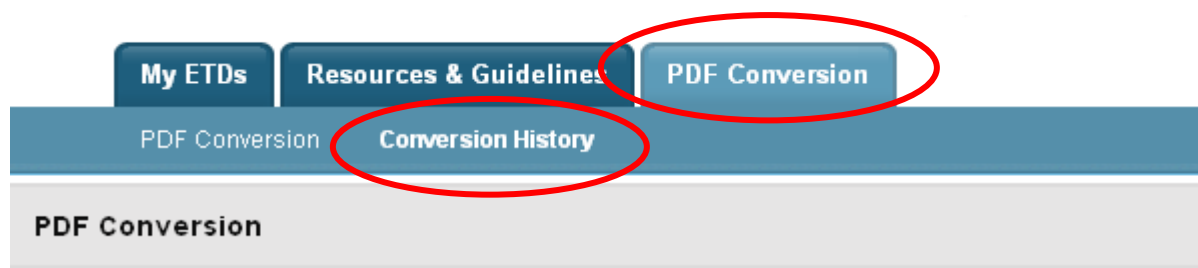 My ETDs Resources & Guidelines PDF Conversion
PDF Conversion Conversion History
PDF Conversion